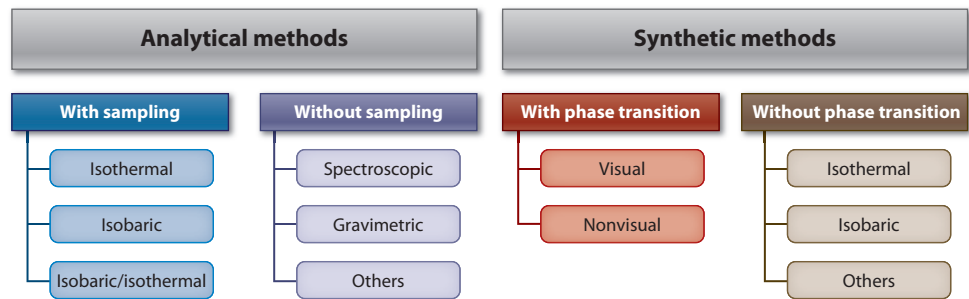 Analytical methods
Synthetic methods
With sampling
Isothermal
Isobaric
Isobaric/isothermal
Without sampling
Spectroscopic
Gravimetric
Others
With phase transition
Visual
Nonvisual
Without phase transition
Isothermal
Isobaric
Others